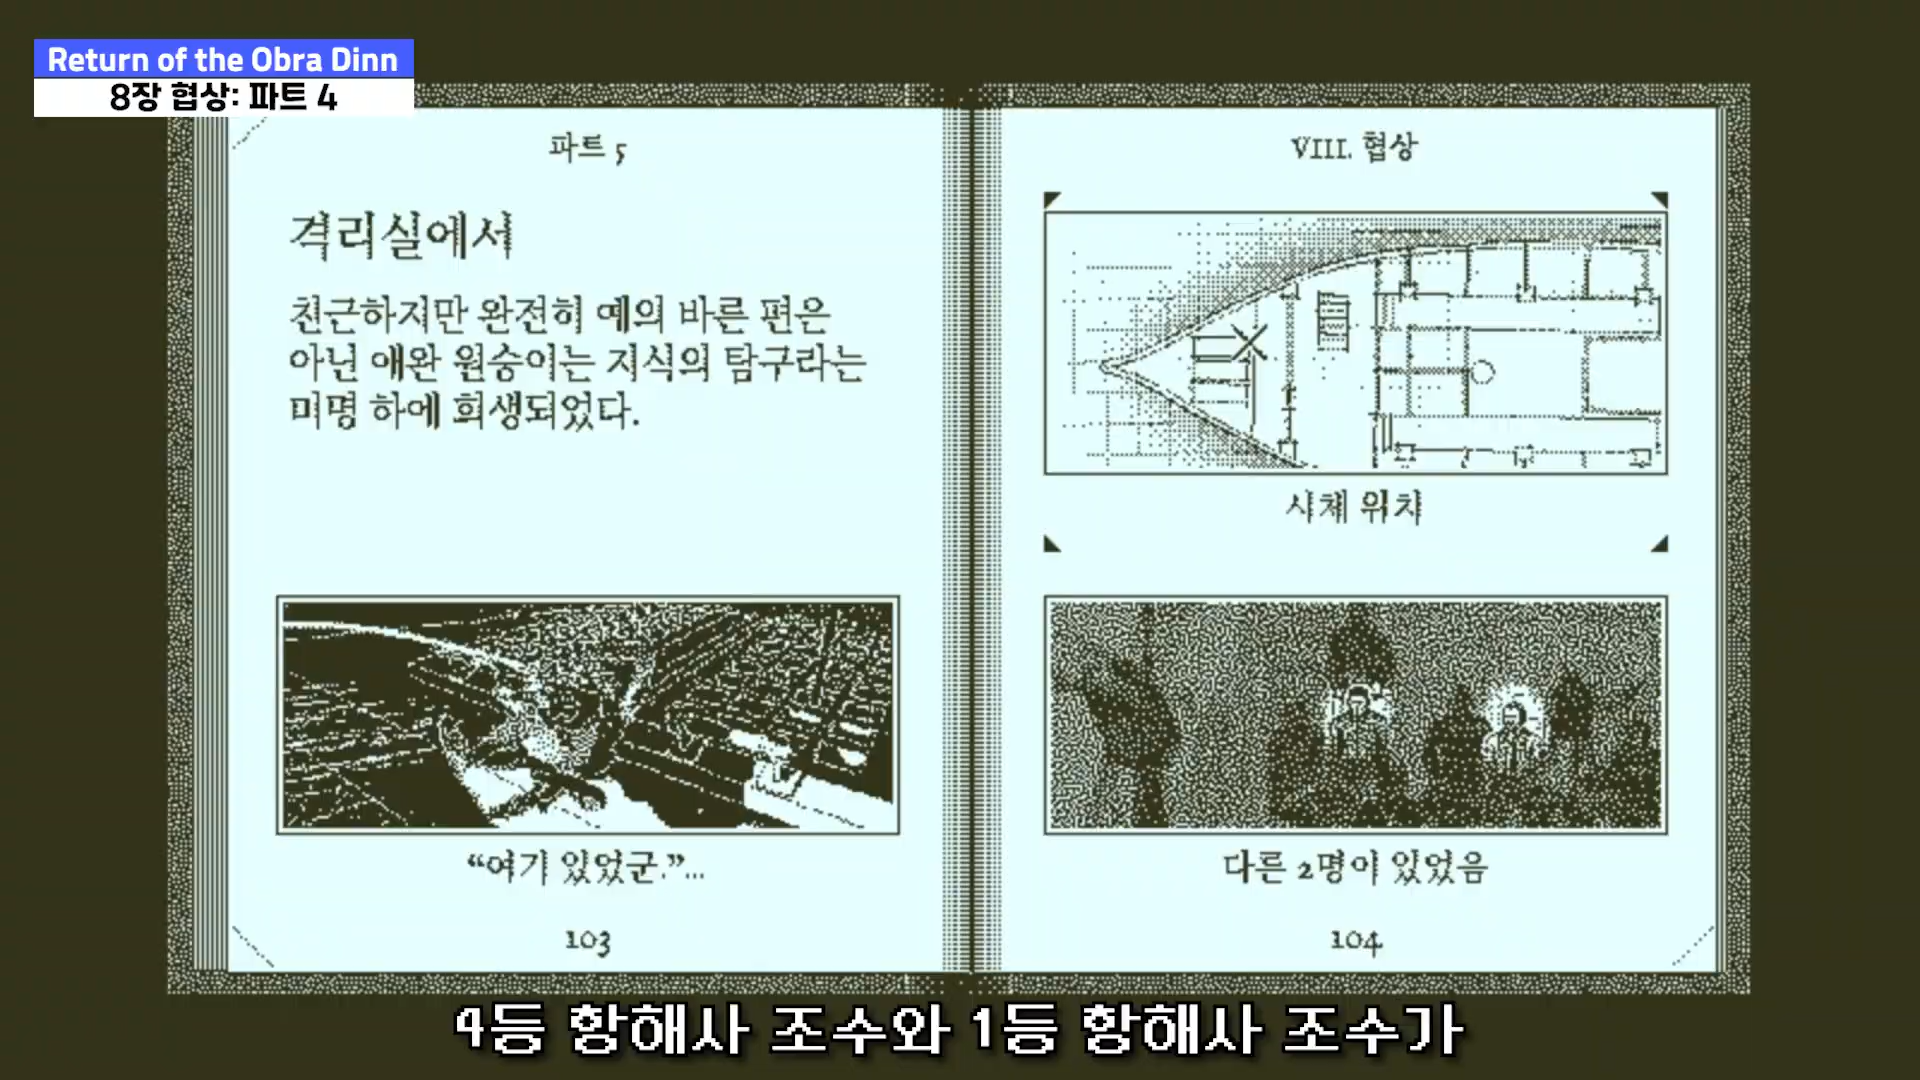 Return of the Obra Dinn
8장 협상: 파트 4
파트 5
격리실에서
친근하지만 완전히 예의 바른 편은
아닌 애완 원숭이는 지식의 탐구라는
미명 하에 희생되었다.
“여기 있었군.”...
103
VIII. 협상
시체 위치
다른 2명이 있었음
104
4등 항해사 조수와 1등 항해사 조수가